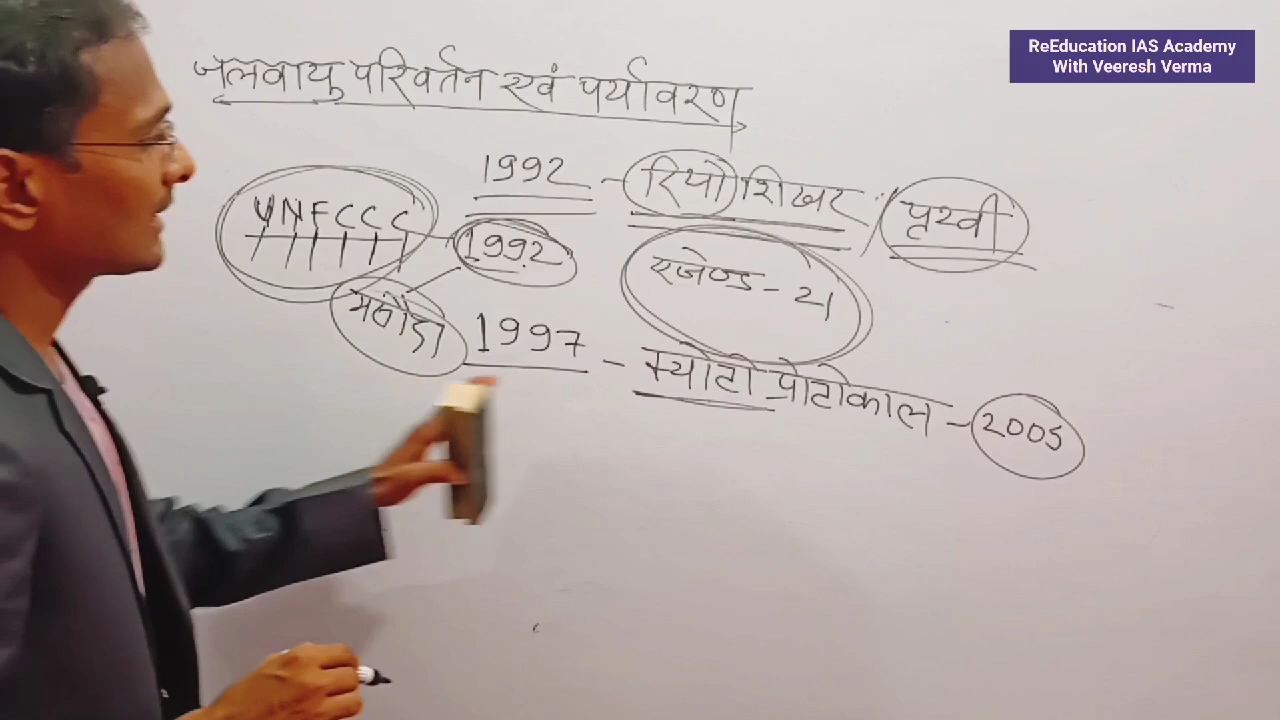 ReEducation IAS Academy
With Veeresh Verma
जलवायु परिवर्तन एवं पर्यावरण
1992 - रियो शिखर / पृथ्वी
UNFCCC - 1992
एजेण्ड - 21
1997 - क्योटो प्रोटोकाल - 2005